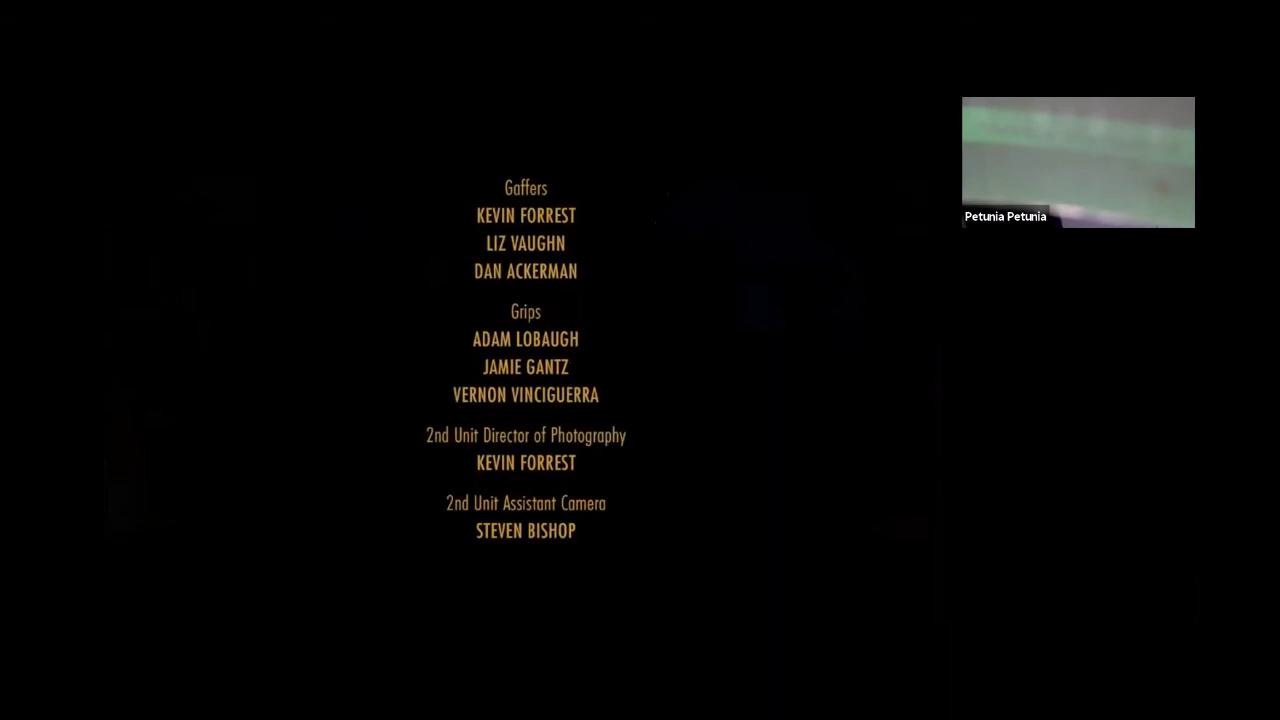 Gaffers
KEVIN FORREST
LIZ VAUGHN
DAN ACKERMAN
Grips
ADAM LOBAUGH
JAMIE GANTZ
VERNON VINCIGUERRA
2nd Unit Director of Photography
KEVIN FORREST
2nd Unit Assistant Camera
STEVEN BISHOP
Petunia Petunia